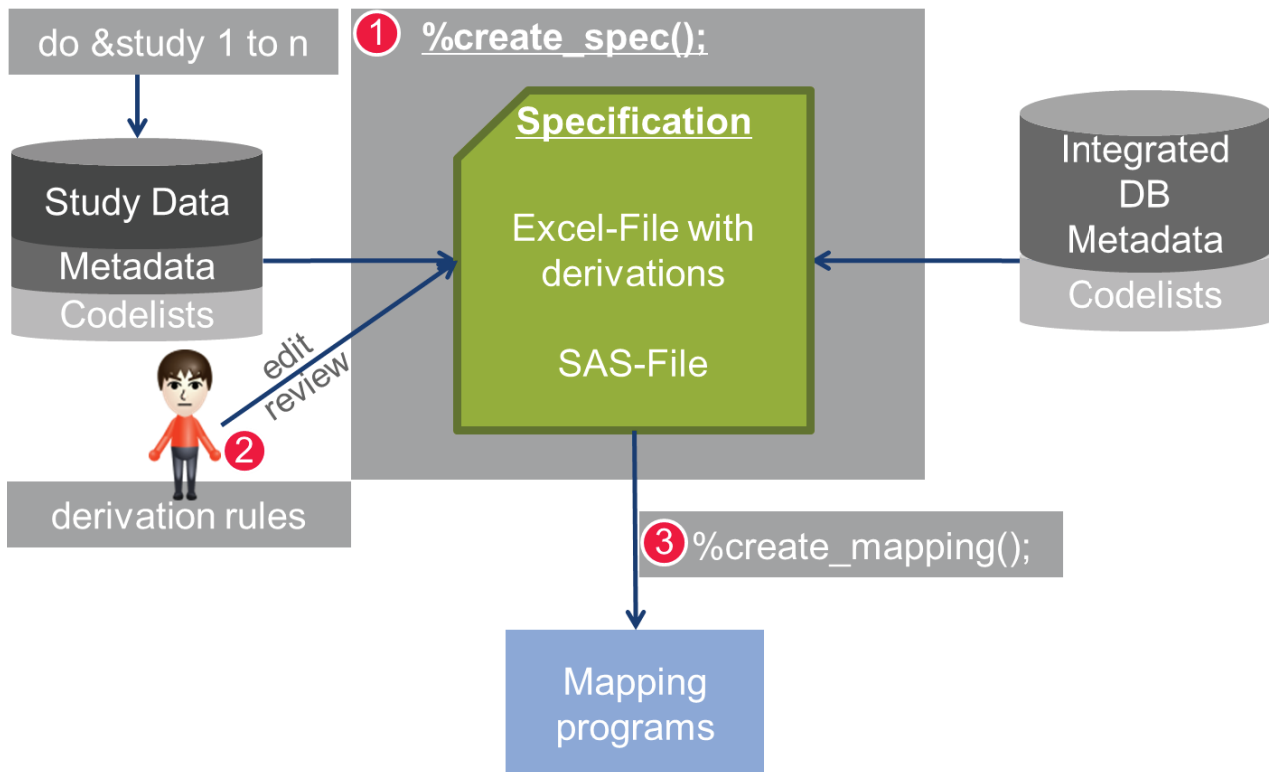 do &study 1 to n
1
%create_spec();
Study Data
Metadata
Codelists
Specification
Excel-File with
derivations
SAS-File
Integrated
DB
Metadata
Codelists
edit
review
2
derivation rules
3
%create_mapping();
Mapping
programs